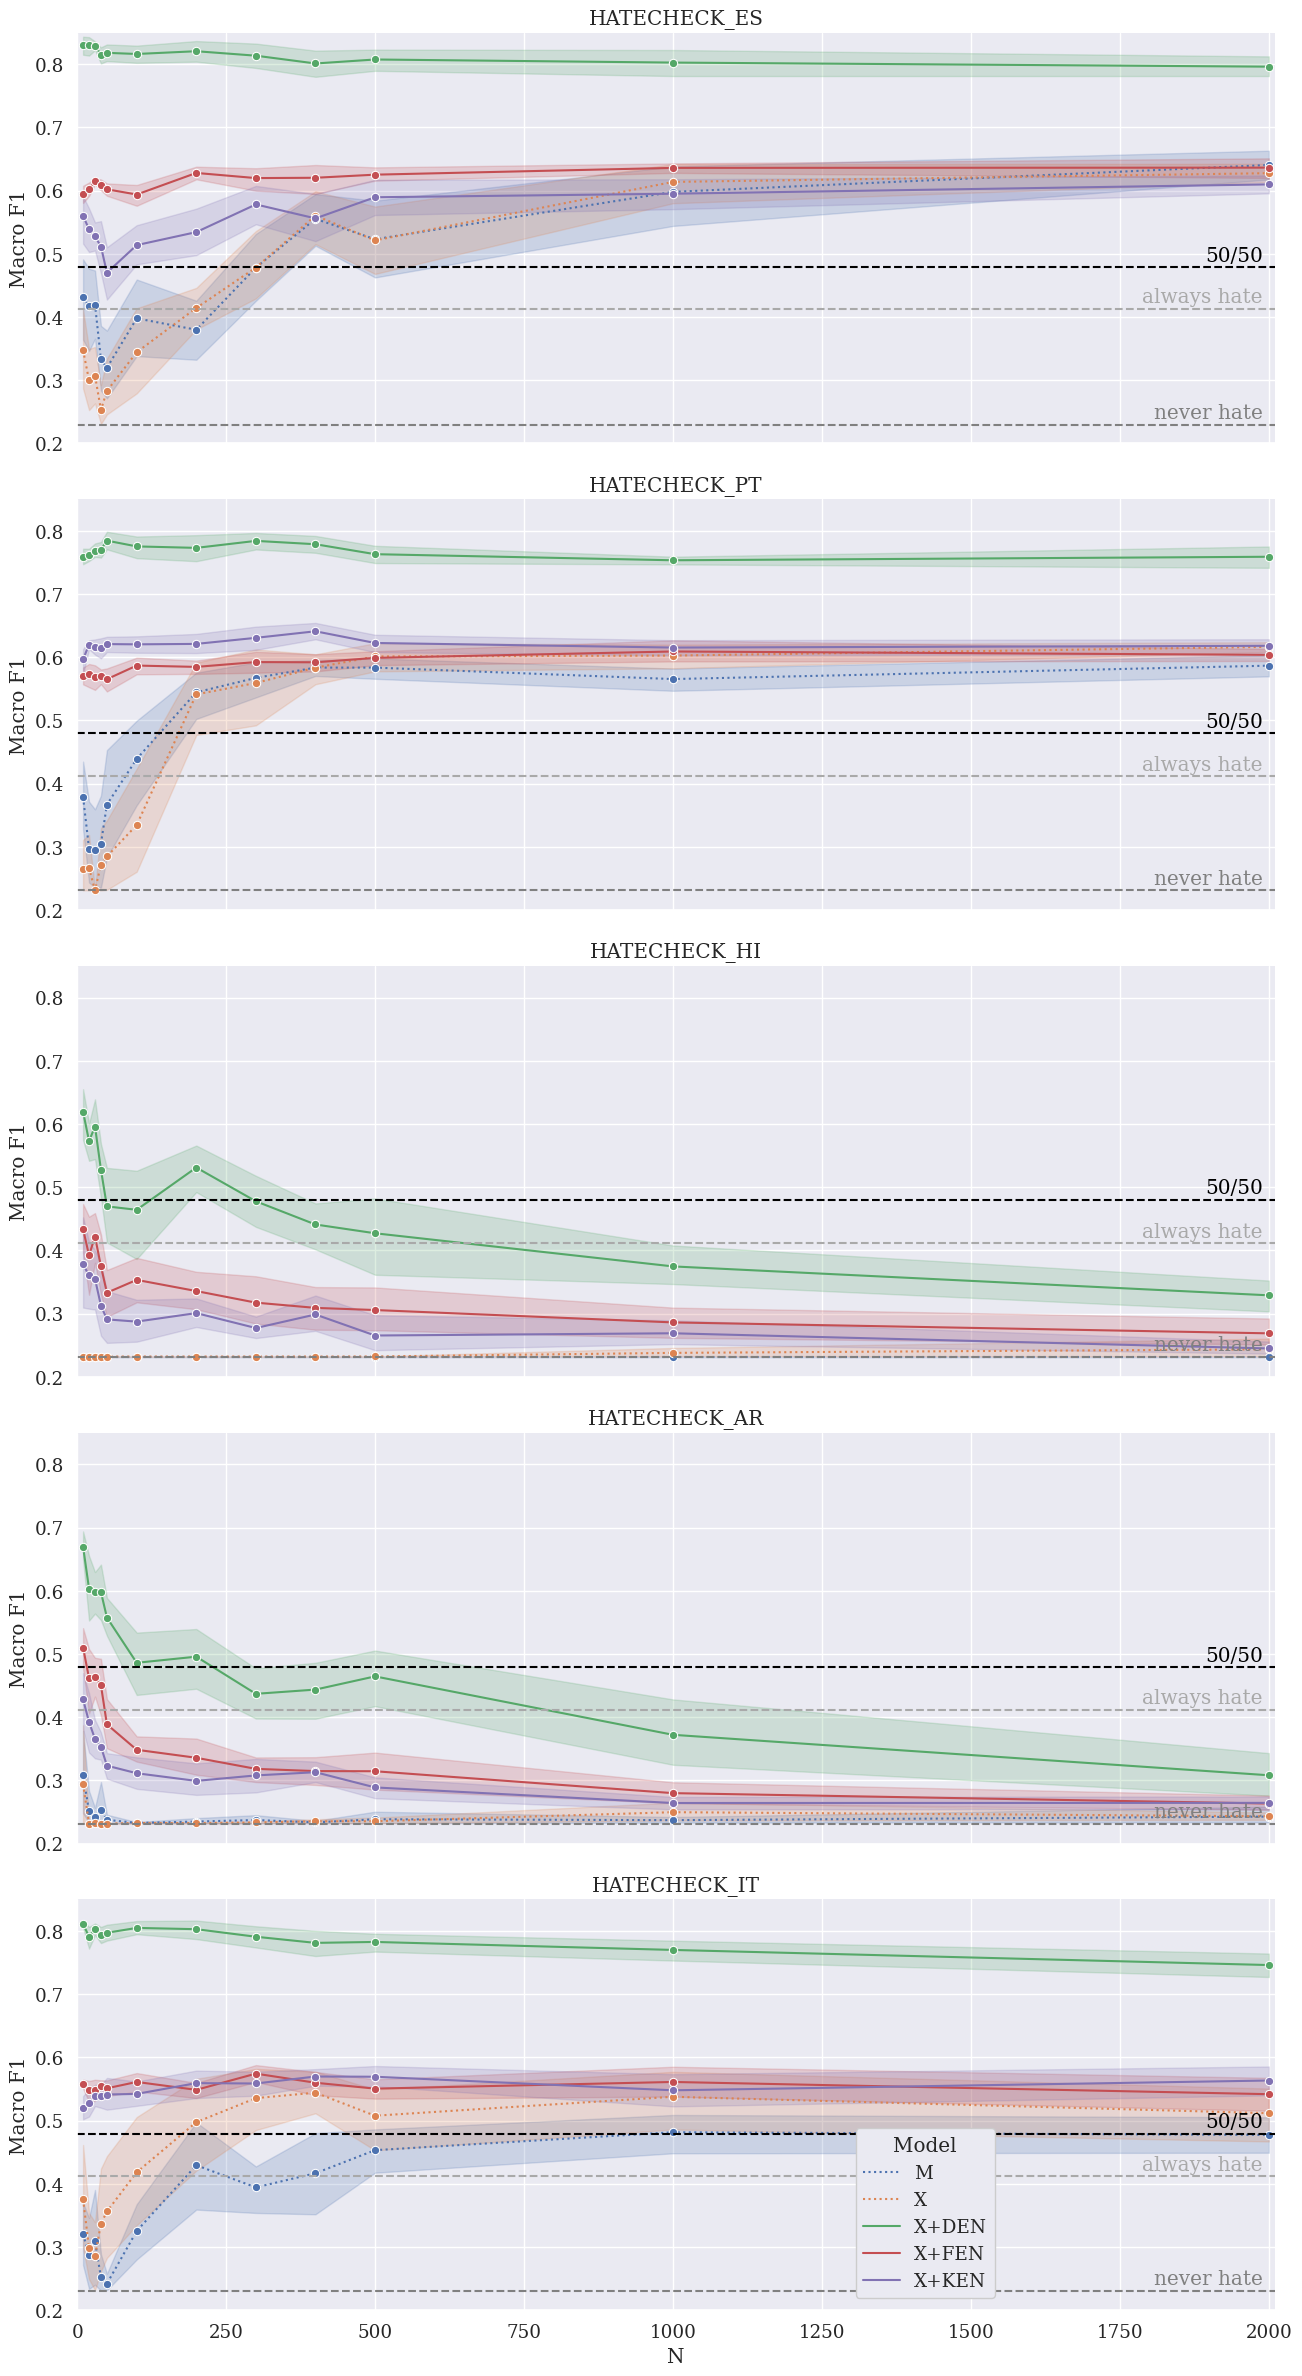 HATECHECK_ES
0.8
0.7
0.6
0.5
0.4
0.3
0.2
Macro F1
50/50
always hate
never hate
HATECHECK_PT
0.8
0.7
0.6
0.5
0.4
0.3
0.2
Macro F1
50/50
always hate
never hate
HATECHECK_HI
0.8
0.7
0.6
0.5
0.4
0.3
0.2
Macro F1
50/50
always hate
never hate
HATECHECK_AR
0.8
0.7
0.6
0.5
0.4
0.3
0.2
Macro F1
50/50
always hate
never hate
HATECHECK_IT
0.8
0.7
0.6
0.5
0.4
0.3
0.2
Macro F1
50/50
always hate
never hate
Model
M
X
X+DEN
X+FEN
X+KEN
0 250 500 750 1000 1250 1500 1750 2000
N